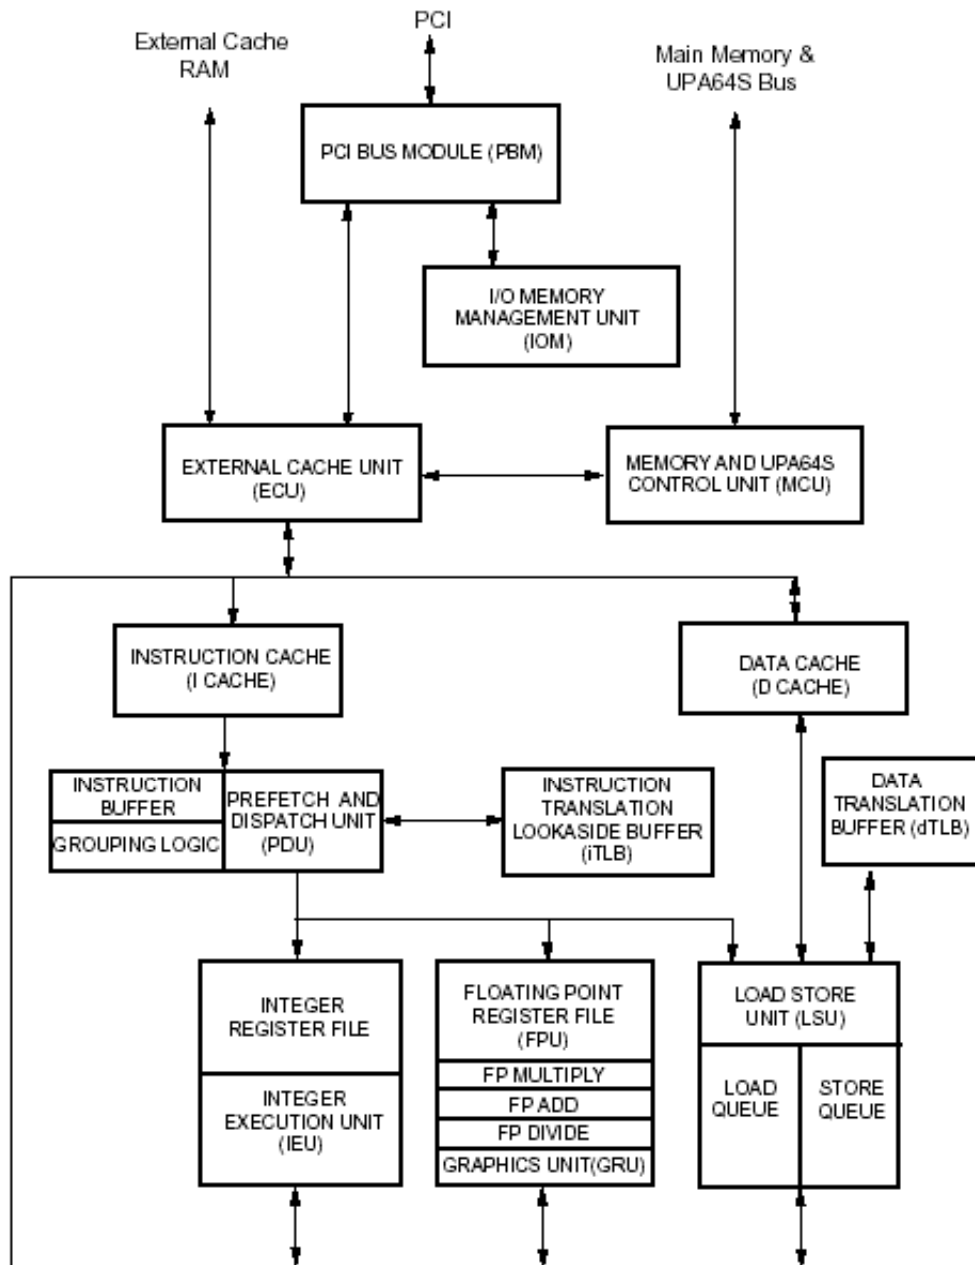 PCI
External Cache
RAM
Main Memory &
UPA64S Bus
PCI BUS MODULE (PBM)
I/O MEMORY
MANAGEMENT UNIT
(IOM)
EXTERNAL CACHE UNIT
(ECU)
MEMORY AND UPA64S
CONTROL UNIT (MCU)
INSTRUCTION CACHE
(I CACHE)
DATA CACHE
(D CACHE)
INSTRUCTION
BUFFER
GROUPING LOGIC
PREFETCH AND
DISPATCH UNIT
(PDU)
INSTRUCTION
TRANSLATION
LOOKASIDE BUFFER
(iTLB)
DATA
TRANSLATION
BUFFER (dTLB)
INTEGER
REGISTER FILE
INTEGER
EXECUTION UNIT
(IEU)
FLOATING POINT
REGISTER FILE
(FPU)
FP MULTIPLY
FP ADD
FP DIVIDE
GRAPHICS UNIT(GRU)
LOAD STORE
UNIT (LSU)
LOAD
QUEUE
STORE
QUEUE